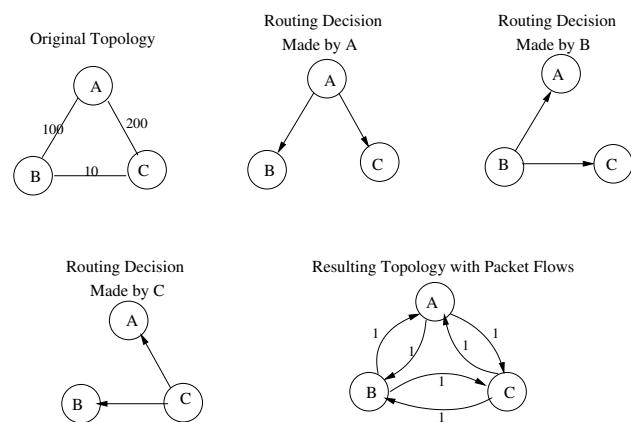 Original Topology
A
100
200
B
10
C
Routing Decision
Made by A
A
B
C
Routing Decision
Made by B
A
B
C
Routing Decision
Made by C
A
B
C
Resulting Topology with Packet Flows
A
1
1
1
1
B
1
C
1